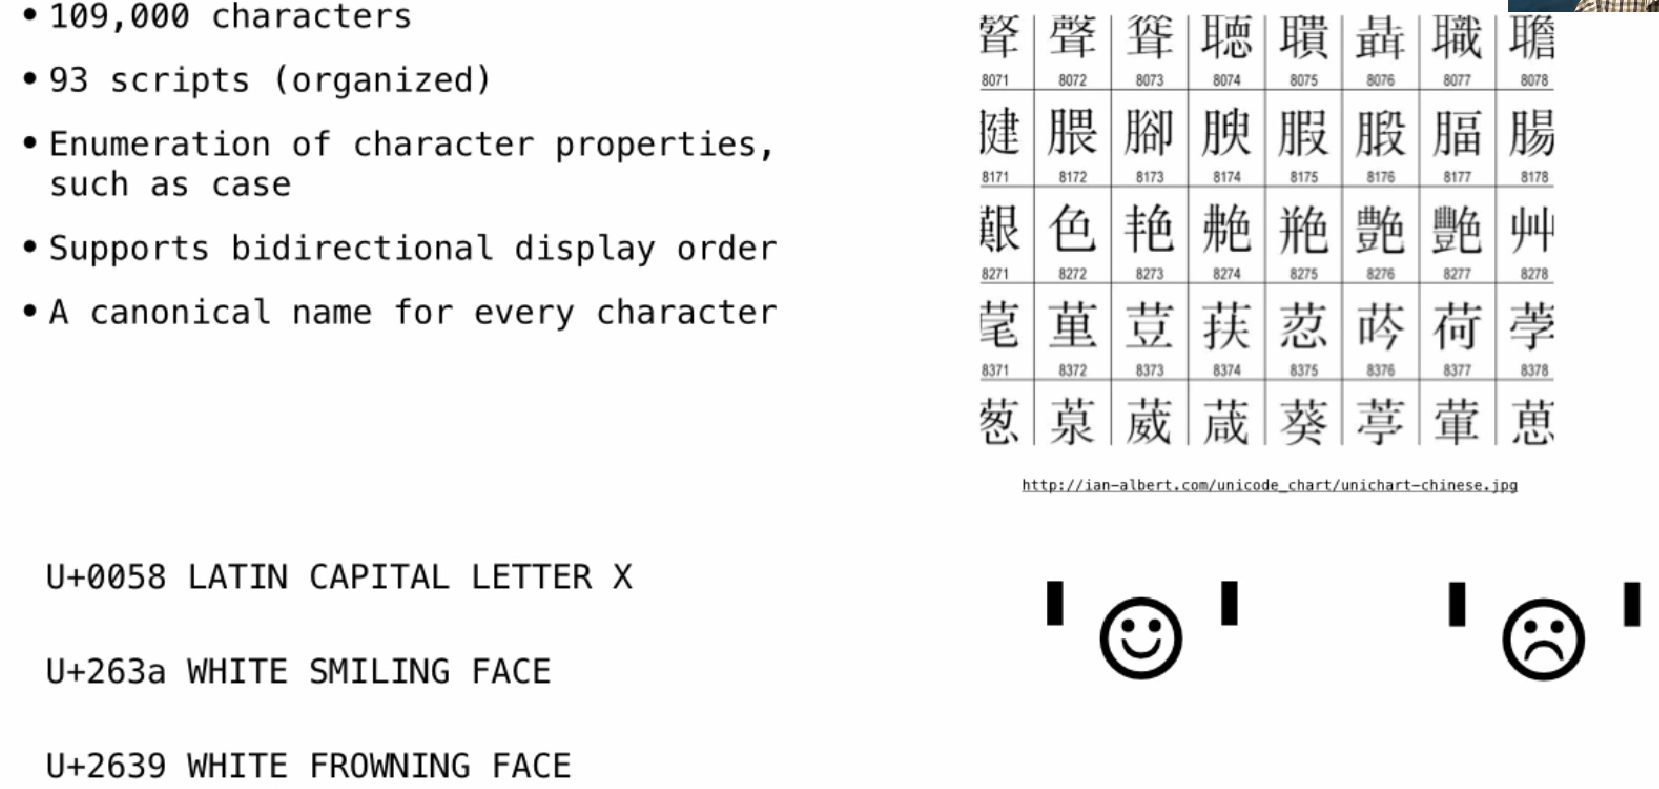 • 109,000 characters
• 93 scripts (organized)
• Enumeration of character properties,
such as case
• Supports bidirectional display order
• A canonical name for every character
聱 聲 聳 聴 聵 聶 職 聸
8071 8072 8073 8074 8075 8076 8077 8078
腱 腲 腳 腴 腵 腶 腷 腸
8171 8172 8173 8174 8175 8176 8177 8178
艱 色 艳 艴 艵 艶 艷 艸
8271 8272 8273 8274 8275 8276 8277 8278
荱 荲 荳 荴 荵 荶 荷 荸
8371 8372 8373 8374 8375 8376 8377 8378
葱 葲 葳 葴 葵 葶 葷 葸
http://ian-albert.com/unicode_chart/unichart-chinese.jpg
U+0058 LATIN CAPITAL LETTER X
U+263a WHITE SMILING FACE
U+2639 WHITE FROWNING FACE
'☺' '☹'